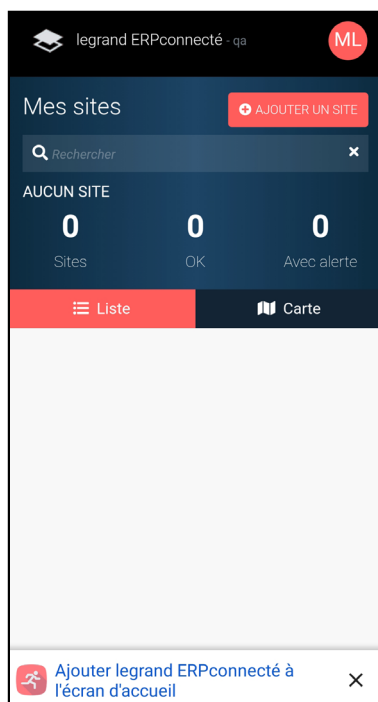 legrand ERPconnecté - qa
ML
Mes sites
AJOUTER UN SITE
Rechercher
AUCUN SITE
0 0 0
Sites OK Avec alerte
Liste Carte
Ajouter legrand ERPconnecté à
l'écran d'accueil